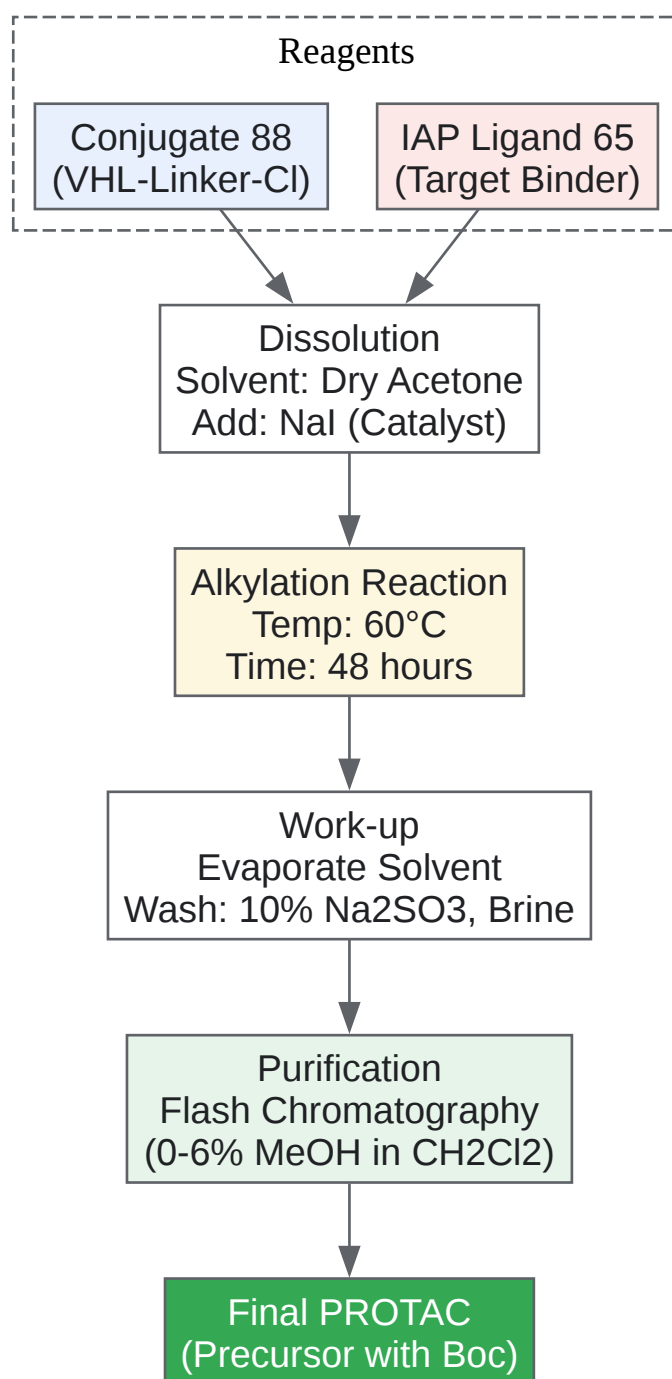 Reagents
Conjugate 88
(VHL-Linker-Cl)
IAP Ligand 65
(Target Binder)
Dissolution
Solvent: Dry Acetone
Add: NaI (Catalyst)
Alkylation Reaction
Temp: 60°C
Time: 48 hours
Work-up
Evaporate Solvent
Wash: 10% Na2SO3, Brine
Purification
Flash Chromatography
(0-6% MeOH in CH2Cl2)
Final PROTAC
(Precursor with Boc)